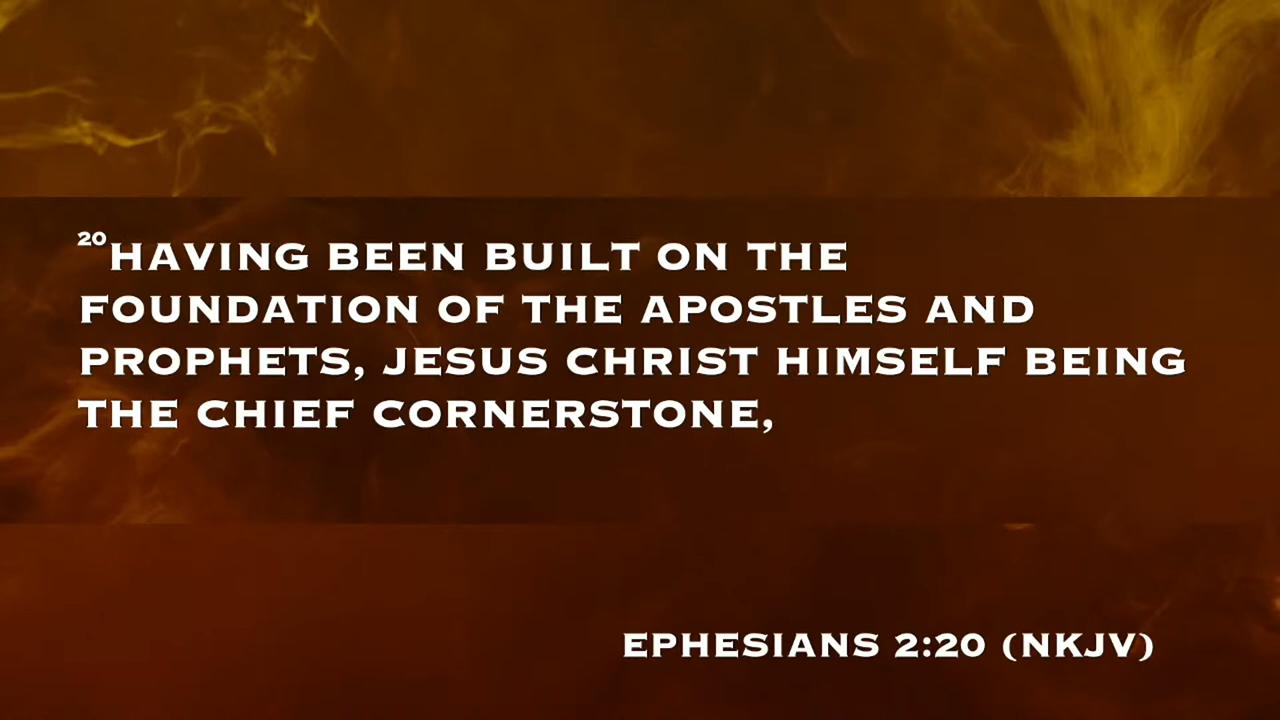 ²⁰HAVING BEEN BUILT ON THE
FOUNDATION OF THE APOSTLES AND
PROPHETS, JESUS CHRIST HIMSELF BEING
THE CHIEF CORNERSTONE,
EPHESIANS 2:20 (NKJV)